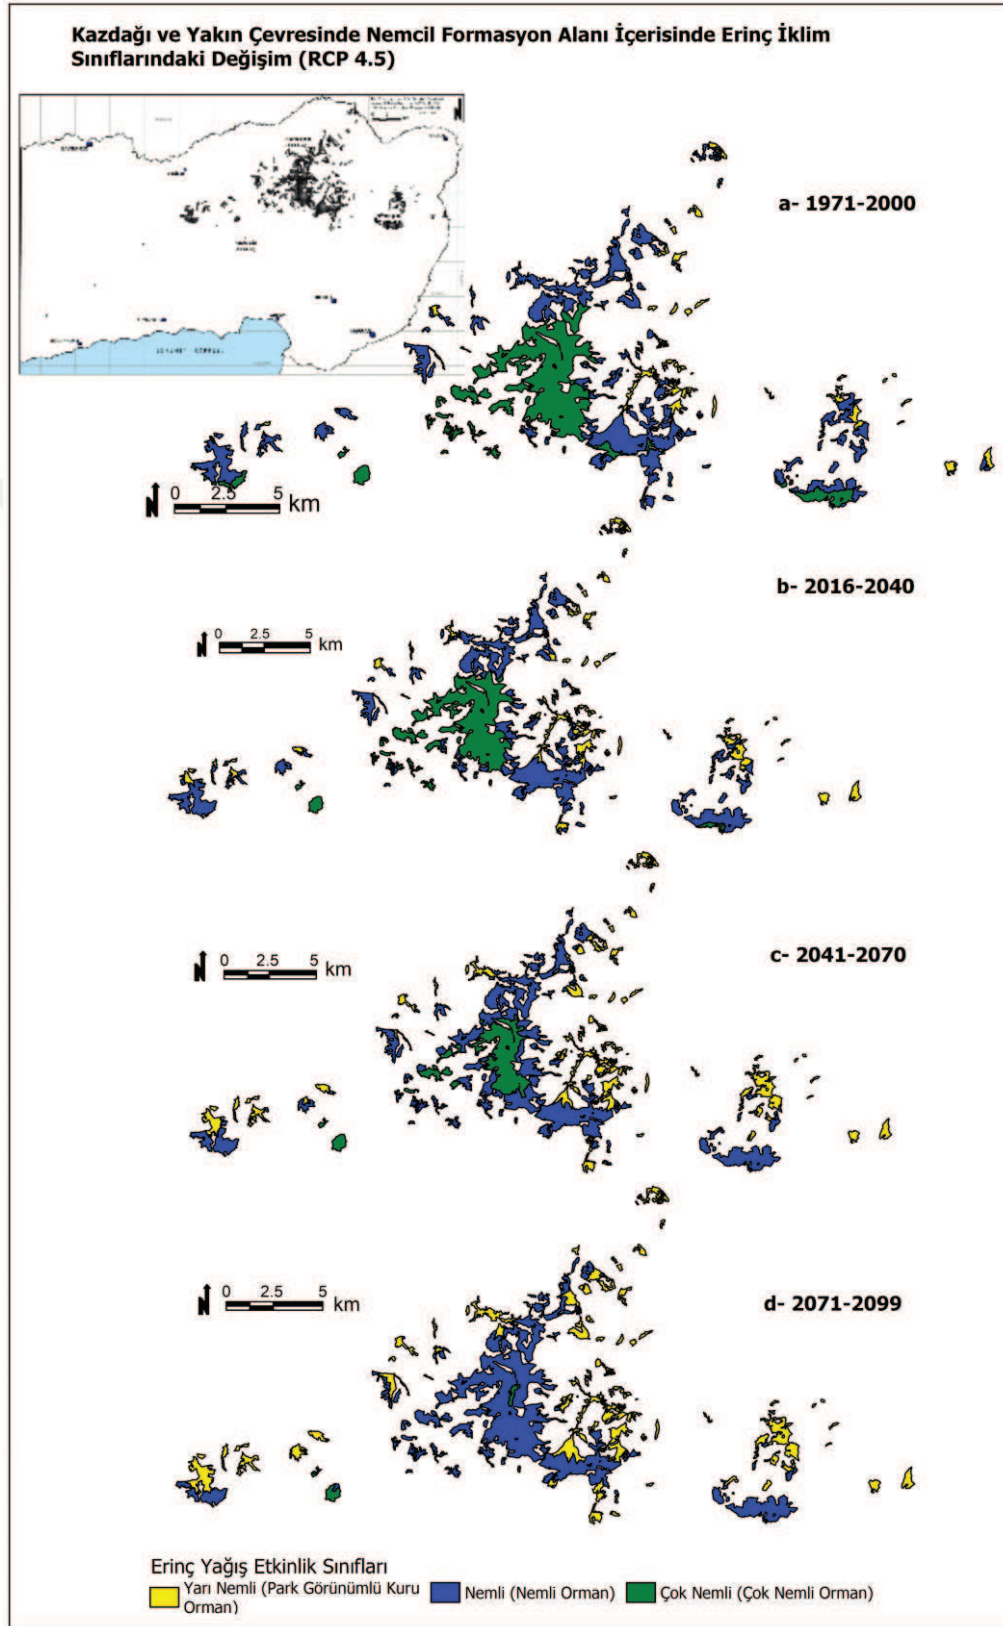 Kazdağı ve Yakın Çevresinde Nemcil Formasyon Alanı İçerisinde Erinç İklim
Sınıflarındaki Değişim (RCP 4.5)
N
a- 1971-2000
N
0 2.5 5
km
b- 2016-2040
N
0 2.5 5
km
c- 2041-2070
N
0 2.5 5
km
d- 2071-2099
N
0 2.5 5
km
Erinç Yağış Etkinlik Sınıfları
Yarı Nemli (Park Görünümlü Kuru
Orman)
Nemli (Nemli Orman)
Çok Nemli (Çok Nemli Orman)